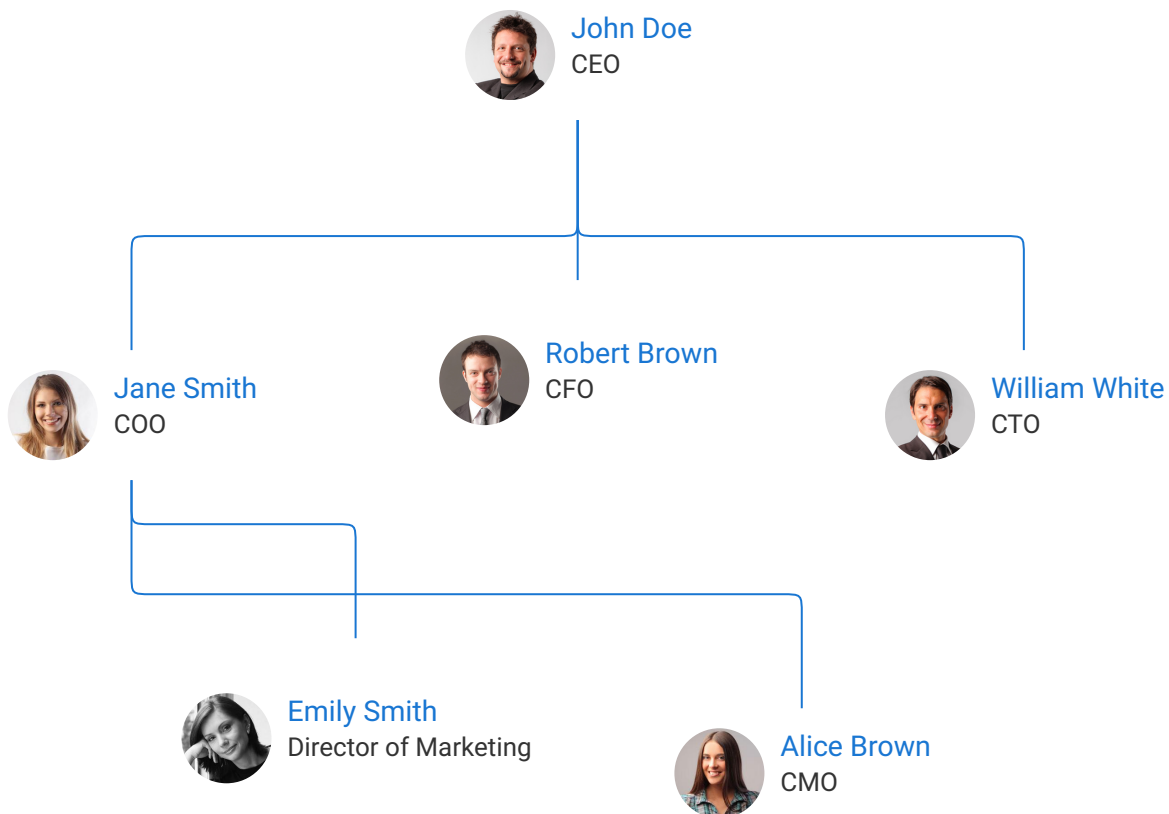 John Doe
CEO
Jane Smith
COO
Robert Brown
CFO
William White
CTO
Emily Smith
Director of Marketing
Alice Brown
CMO